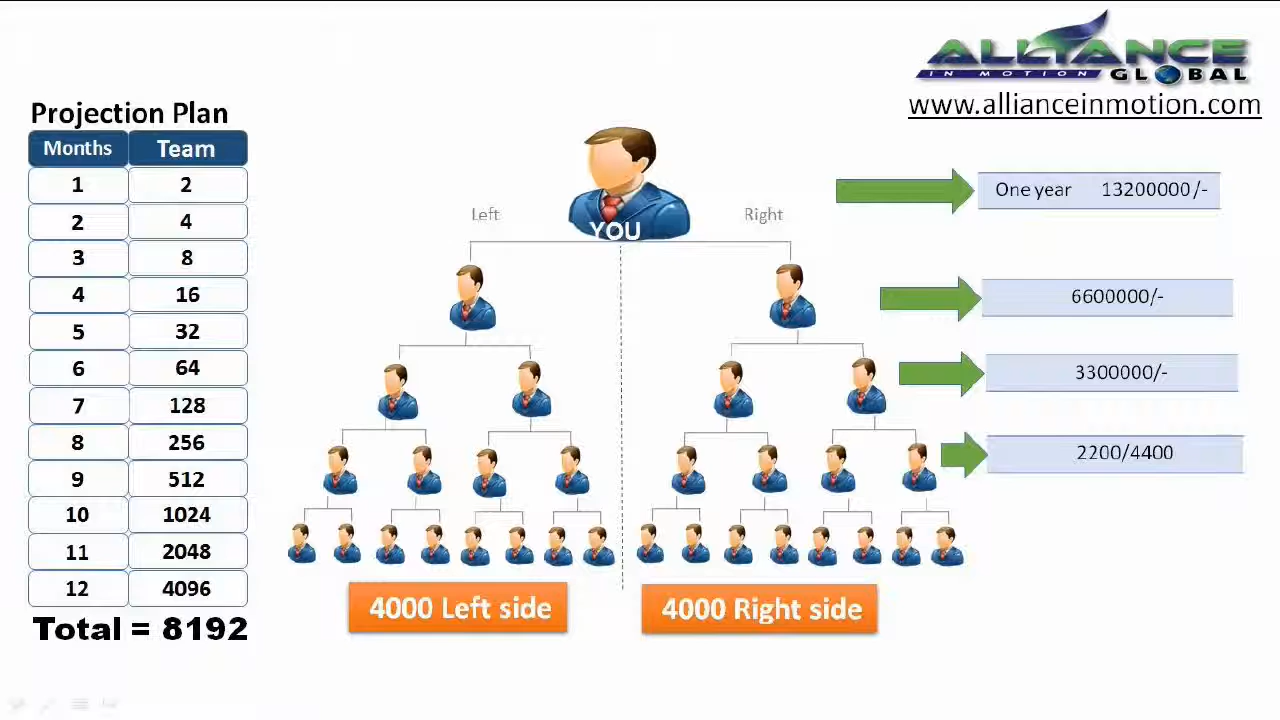 ALLIANCE
IN MOTION GLOBAL
www.allianceinmotion.com
Projection Plan
Months Team
1 2
2 4
3 8
4 16
5 32
6 64
7 128
8 256
9 512
10 1024
11 2048
12 4096
Total = 8192
Left
YOU
Right
4000 Left side
4000 Right side
One year 13200000/-
6600000/-
3300000/-
2200/4400